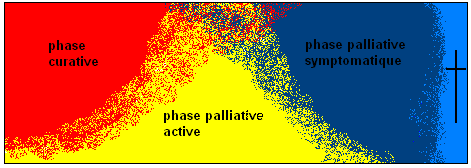 phase
curative
phase palliative
symptomatique
phase palliative
active